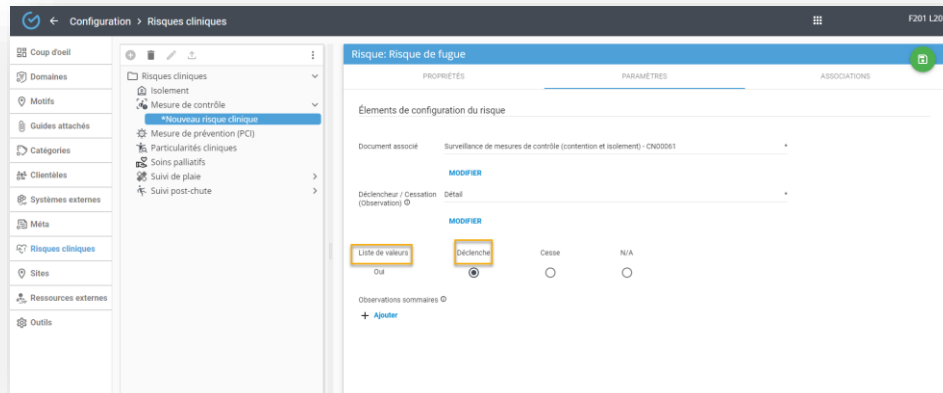 Configuration > Risques cliniques
F201 L20
Coup d'oeil
Domaines
Motifs
Guides attachés
Catégories
Clientèles
Systèmes externes
Méta
Risques cliniques
Sites
Ressources externes
Outils
Risques cliniques
Isolement
Mesure de contrôle
*Nouveau risque clinique
Mesure de prévention (PCI)
Particularités cliniques
Soins palliatifs
Suivi de plaie
Suivi post-chute
Risque: Risque de fugue
PROPRIÉTÉS PARAMÈTRES ASSOCIATIONS
Élements de configuration du risque
Document associé Surveillance de mesures de contrôle (contention et isolement) - CN00061
MODIFIER
Déclencheur / Cessation Détail
(Observation)
MODIFIER
Liste de valeurs Déclenche Cesse N/A
Oui
Observations sommaires
+ Ajouter